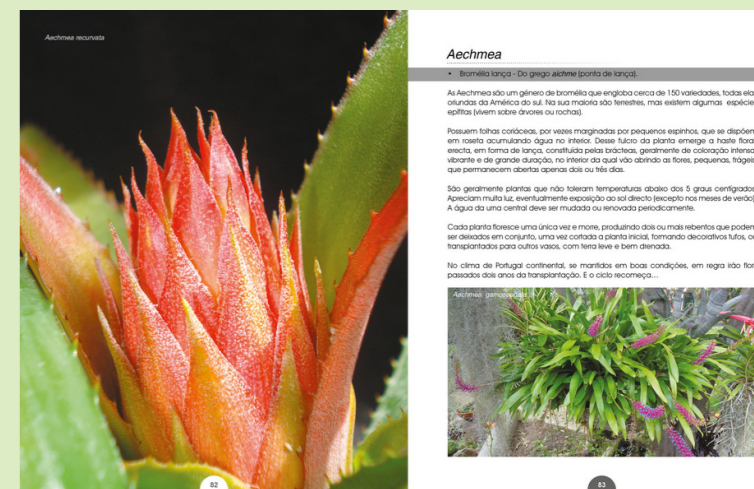 Aechmea recurvata
Aechmea
• Bromélia lança - Do grego aichme (ponta de lança).
As Aechmea são um género de bromélia que engloba cerca de 150 variedades, todas ela
oriundas da América do sul. Na sua maioria são terrestres, mas existem algumas espécie
epífitas (vivem sobre árvores ou rochas).
Possuem folhas coriáceas, por vezes marginadas por pequenos espinhos, que se dispõem
em roseta acumulando água no interior. Desse fulcro da planta emerge a haste flora
erecta, em forma de lança, constituída pelas brácteas, geralmente de coloração intensa
vibrante e de grande duração, no interior da qual vão abrindo as flores, pequenas, frágeis
que permanecem abertas apenas dois ou três dias.
São geralmente plantas que não toleram temperaturas abaixo dos 5 graus centígrados
Apreciam muita luz, eventualmente exposição ao sol directo (excepto nos meses de verão)
A água da urna central deve ser mudada ou renovada periodicamente.
Cada planta floresce uma única vez e morre, produzindo dois ou mais rebentos que podem
ser deixados em conjunto, uma vez cortada a planta inicial, formando decorativos tufos, o
transplantados para outros vasos, com terra leve e bem drenada.
No clima de Portugal continental, se mantidos em boas condições, em regra irão flor
passados dois anos da transplantação. E o ciclo recomeça...
Aechmea gamosepala
82
83